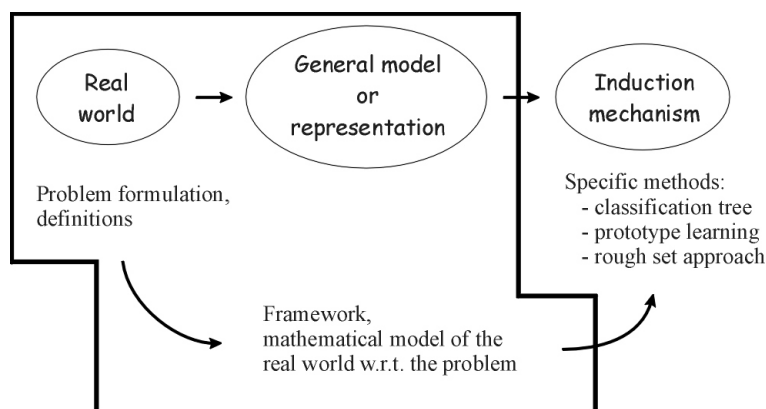 Real
world
General model
or
representation
Induction
mechanism
Problem formulation,
definitions
Specific methods:
- classification tree
- prototype learning
- rough set approach
Framework,
mathematical model of the
real world w.r.t. the problem